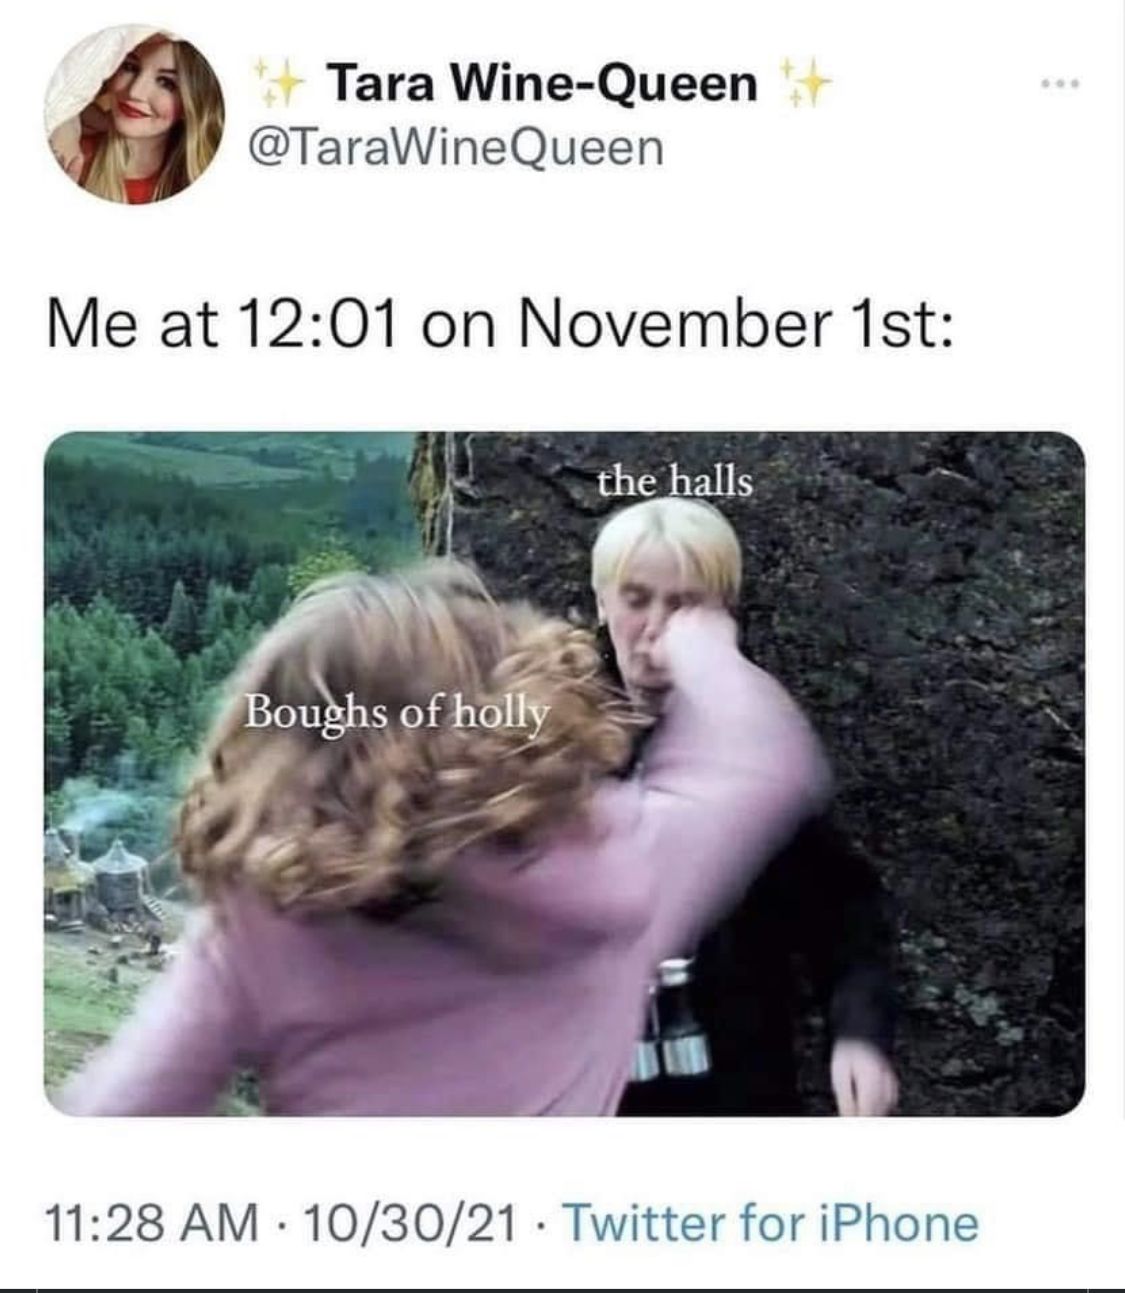 ✨ Tara Wine-Queen ✨
@TaraWineQueen
Me at 12:01 on November 1st:
the halls
Boughs of holly
11:28 AM · 10/30/21 · Twitter for iPhone